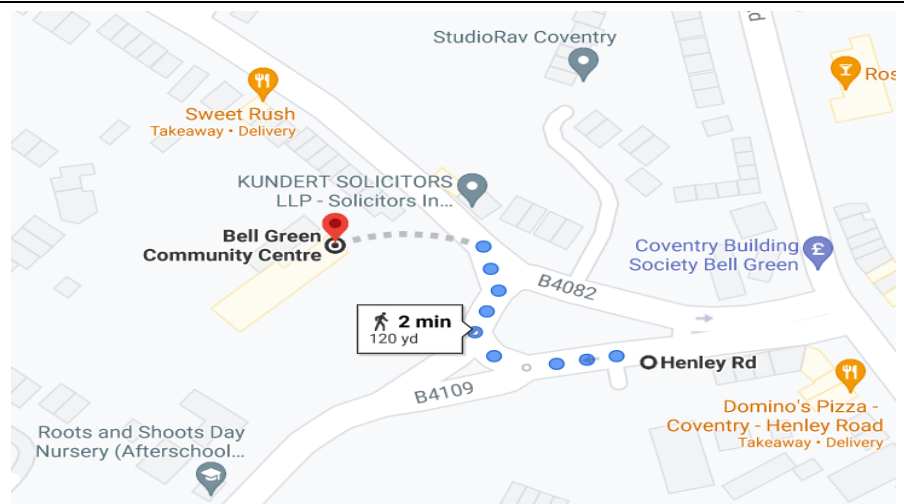 StudioRav Coventry
Sweet Rush
Takeaway • Delivery
Ros
KUNDERT SOLICITORS
LLP - Solicitors In...
Bell Green
Community Centre
Coventry Building
Society Bell Green
£
B4082
2 min
120 yd
Henley Rd
B4109
Domino's Pizza -
Coventry - Henley Road
Takeaway • Delivery
Roots and Shoots Day
Nursery (Afterschool...